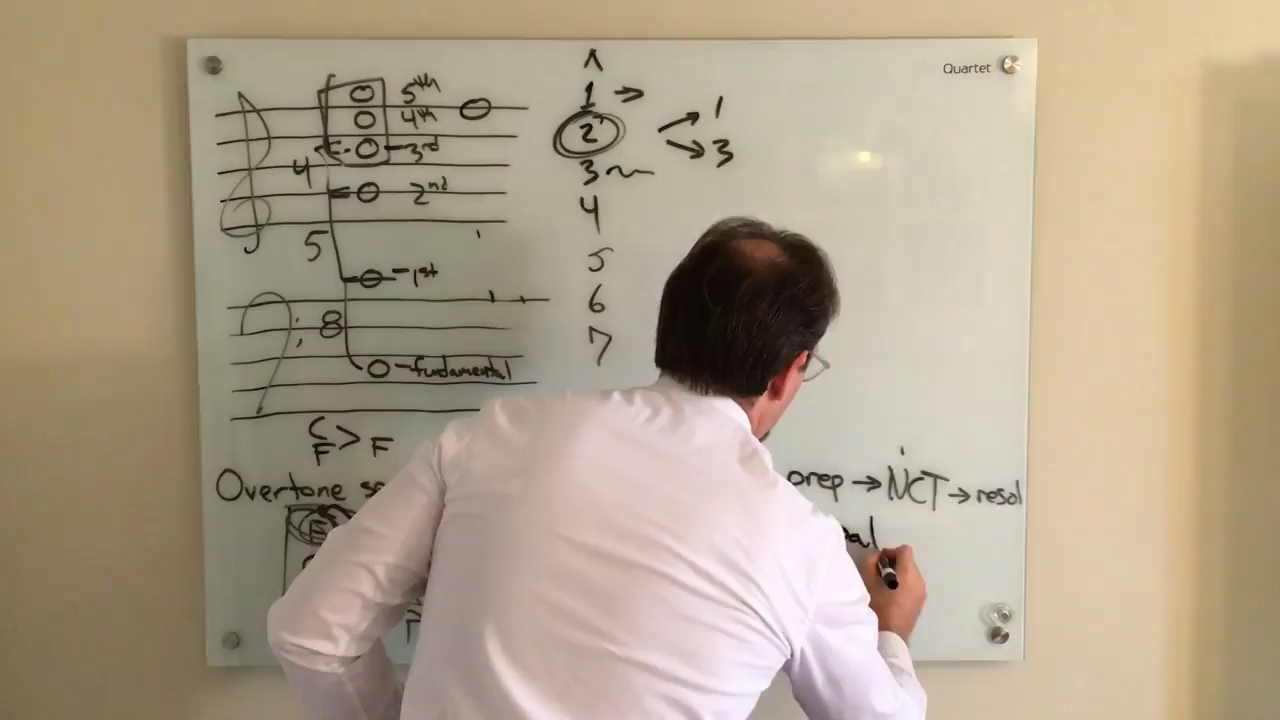 Quartet
5th
4th
3rd
4
2nd
5
1st
8
fundamental
C
F > F
Overtone
^
1 →
2 → 1
→ 3
3
4
5
6
7
prep → NCT → resol